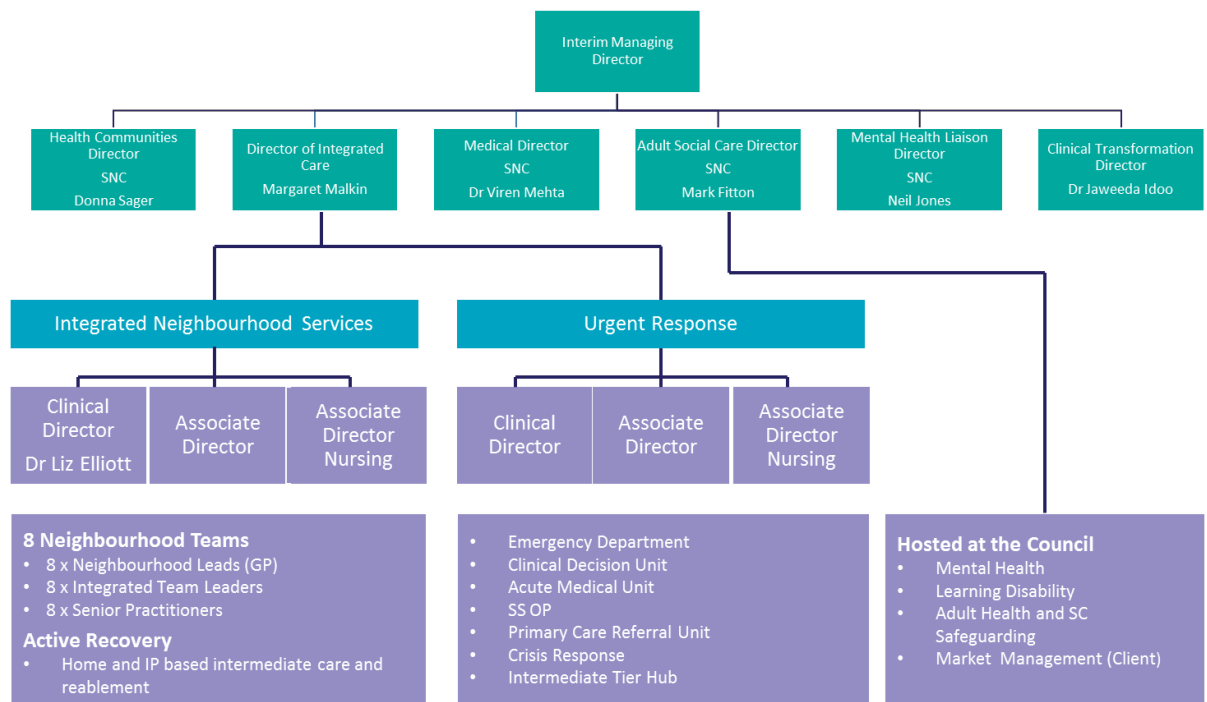 Interim Managing
Director
Health Communities
Director
SNC
Donna Sager
Director of Integrated
Care
Margaret Malkin
Medical Director
SNC
Dr Viren Mehta
Adult Social Care Director
SNC
Mark Fitton
Mental Health Liaison
Director
SNC
Neil Jones
Clinical Transformation
Director
Dr Jaweeda Idoo
Integrated Neighbourhood Services
Urgent Response
Clinical
Director
Dr Liz Elliott
Associate
Director
Associate
Director
Nursing
Clinical
Director
Associate
Director
Associate
Director
Nursing
8 Neighbourhood Teams
• 8 x Neighbourhood Leads (GP)
• 8 x Integrated Team Leaders
• 8 x Senior Practitioners
Active Recovery
• Home and IP based intermediate care and
reablement
• Emergency Department
• Clinical Decision Unit
• Acute Medical Unit
• SS OP
• Primary Care Referral Unit
• Crisis Response
• Intermediate Tier Hub
Hosted at the Council
• Mental Health
• Learning Disability
• Adult Health and SC
Safeguarding
• Market Management (Client)